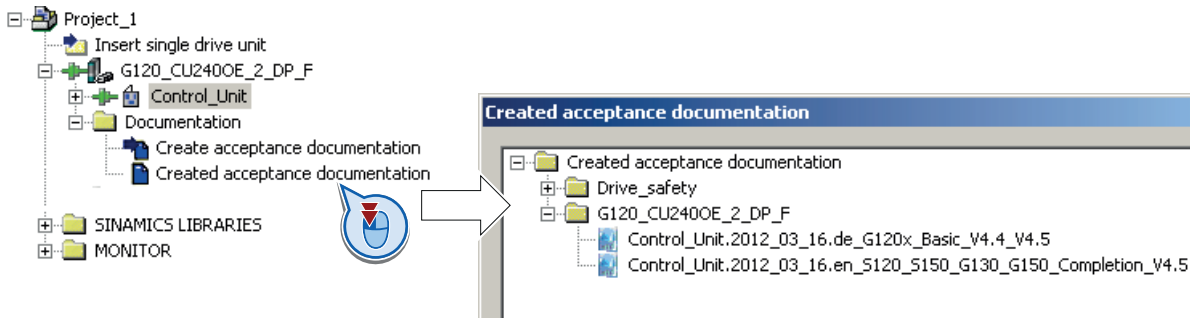 Project_1
Insert single drive unit
G120_CU240OE_2_DP_F
Control_Unit
Documentation
Create acceptance documentation
Created acceptance documentation
SINAMICS LIBRARIES
MONITOR
Created acceptance documentation
Created acceptance documentation
Drive_safety
G120_CU240OE_2_DP_F
Control_Unit.2012_03_16.de_G120x_Basic_V4.4_V4.5
Control_Unit.2012_03_16.en_S120_S150_G130_G150_Completion_V4.5